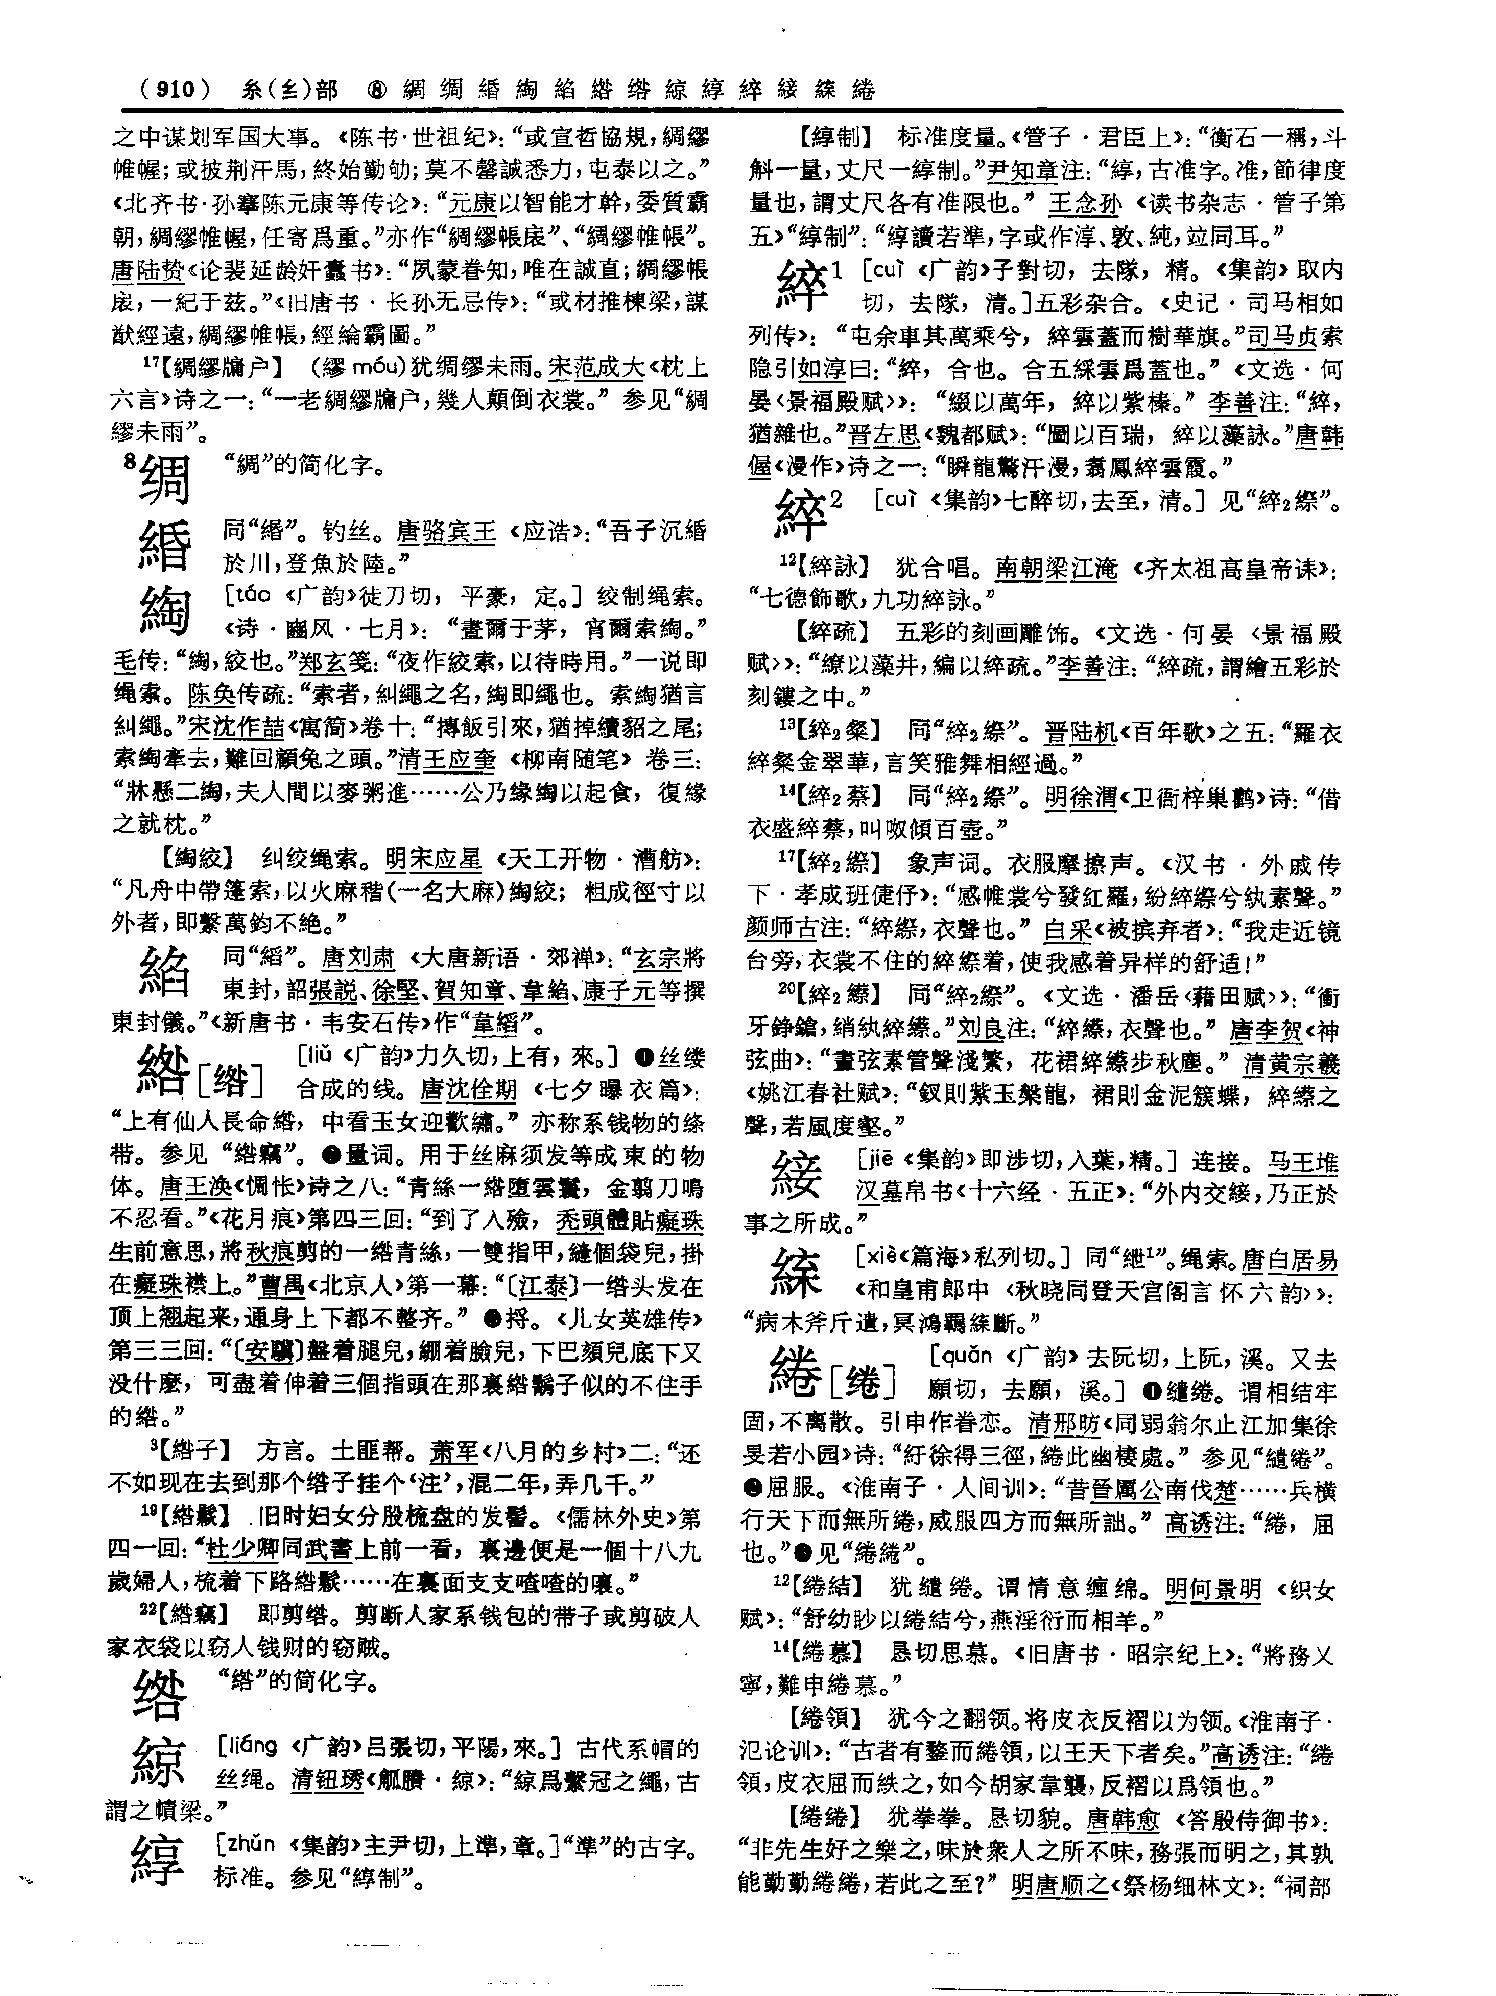 （910） 糸(纟)部 ⑧ 綢 绸 緍 綯 綌 綹 绺 綡 綧 綷 綾 緤 綣
之中谋划军国大事。《陈书·世祖纪》：“或宣哲協規，綢繆
帷幄；或披荆汗馬，終始勤劬；莫不罄誠悉力，屯泰以之。”
《北齐书·孙搴陈元康等传论》：“元康以智能才幹，委質霸
朝，綢繆帷幄，任寄爲重。”亦作“綢繆帳扆”、“綢繆帷帳”。
唐陆贽《论裴延龄奸蠹书》：“夙蒙眷知，唯在誠直；綢繆帳
扆，一紀于兹。”《旧唐书·长孙无忌传》：“或材推棟梁，謀
猷經遠，綢繆帷帳，經綸霸圖。”
17【綢繆牖户】 （缪 móu）犹绸缪未雨。宋范成大《枕上
六言》诗之一：“一老綢繆牖户，幾人顛倒衣裳。” 参见“綢
繆未雨”。
8绸 “綢”的简化字。
緍 同“緡”。钓丝。唐骆宾王《应诰》：“吾子沉緍
於川，登魚於陸。”
綯 [táo《广韵》徒刀切，平豪，定。] 绞制绳索。
《诗·豳风·七月》：“晝爾于茅，宵爾索綯。”
毛传：“綯，絞也。”郑玄笺：“夜作絞索，以待時用。”一说即
绳索。陈奂传疏：“索者，糾繩之名，綯即繩也。索綯猶言
糾繩。”宋沈作喆《寓简》卷十：“摶飯引來，猶掉續貂之尾；
索綯牽去，難回顧兔之頭。”清王应奎《柳南随笔》卷三：
“牀懸二綯，夫人間以麥粥進……公乃缘綯以起食，復緣
之就枕。”
【綯絞】 纠绞绳索。明宋应星《天工开物·漕舫》：
“凡舟中帶篷索，以火麻稭(一名大麻)綯絞；粗成徑寸以
外者，即繫萬鈞不絶。”
縚 同“縚”。唐刘肃《大唐新语·郊禅》：“玄宗將
東封，詔張説、徐堅、賀知章、韋縚、康子元等撰
東封儀。”《新唐书·韦安石传》作“韋縚”。
綹[绺] [liǔ《广韵》力久切，上有，來。] ❶丝缕
合成的线。唐沈佺期《七夕曝衣篇》：
“上有仙人長命綹，中看玉女迎歡繡。” 亦称系钱物的绦
带。参见 “綹竊”。❷量词。用于丝麻须发等成束的物
体。唐王涣《惆怅》诗之八：“青絲一綹墮雲鬟，金翦刀鳴
不忍看。”《花月痕》第四三回：“到了入殮，秃頭體貼癡珠
生前意思，將秋痕剪的一綹青絲，一雙指甲，縫個袋兒，掛
在癡珠襟上。”曹禺《北京人》第一幕：“〔江泰〕一绺头发在
顶上翘起来，通身上下都不整齐。” ❸捋。《儿女英雄传》
第三三回：“〔安驥〕盤着腿兒，綳着臉兒，下巴頦兒底下又
没什麼，可盡着伸着三個指頭在那裏綹鬍子似的不住手
的綹。”
3【绺子】 方言。土匪帮。萧军《八月的乡村》二：“还
不如现在去到那个绺子挂个‘注’，混二年，弄几千。”
19【綹鬏】 旧时妇女分股梳盘的发髻。《儒林外史》第
四一回：“杜少卿同武書上前一看，裏邊便是一個十八九
歲婦人，梳着下路綹鬏……在裏面支支喳喳的嚷。”
22【綹竊】 即剪绺。剪断人家系钱包的带子或剪破人
家衣袋以窃人钱财的窃贼。
绺 “綹”的简化字。
綡 [liáng《广韵》吕張切，平陽，來。] 古代系帽的
丝绳。清钮琇《觚賸·綡》：“綡爲繫冠之繩，古
謂之幘梁。”
綧 [zhǔn《集韵》主尹切，上準，章。]“準”的古字。
标准。参见“綧制”。
【綧制】 标准度量。《管子·君臣上》：“衡石一稱，斗
斛一量，丈尺一綧制。”尹知章注：“綧，古准字。准，節律度
量也，謂丈尺各有准限也。” 王念孙《读书杂志·管子第
五》“綧制”：“綧讀若準，字或作淳、敦、純，竝同耳。”
綷1 [cuì《广韵》子對切，去隊，精。《集韵》取内
切，去隊，清。]五彩杂合。《史记·司马相如
列传》：“屯余車其萬乘兮，綷雲蓋而樹華旗。”司马贞索
隐引如淳曰：“綷，合也。合五綵雲爲蓋也。”《文选·何
晏〈景福殿赋〉》：“綴以萬年，綷以紫榛。” 李善注：“綷，
猶雜也。”晋左思《魏都赋》：“圖以百瑞，綷以藻詠。”唐韩
偓《漫作》诗之一：“瞬龍驚汗漫，翥鳳綷雲霞。”
綷2 [cuì《集韵》七醉切，去至，清。] 见“綷2縩”。
12【綷詠】 犹合唱。南朝梁江淹《齐太祖高皇帝诔》：
“七德飾歌，九功綷詠。”
【綷疏】 五彩的刻画雕饰。《文选·何晏〈景福殿
赋〉》：“繚以藻井，編以綷疏。”李善注：“綷疏，謂繪五彩於
刻鏤之中。”
13【綷2粲】 同“綷2縩”。晋陆机《百年歌》之五：“羅衣
綷粲金翠華，言笑雅舞相經過。”
14【綷2蔡】 同“綷2縩”。明徐渭《卫衙梓巢鹳》诗：“借
衣盛綷蔡，叫呶傾百壺。”
17【綷2縩】 象声词。衣服摩擦声。《汉书·外戚传
下·孝成班倢伃》：“感帷裳兮發紅羅，紛綷縩兮紈素聲。”
颜师古注：“綷縩，衣聲也。” 白采《被摈弃者》：“我走近镜
台旁，衣裳不住的綷縩着，使我感着异样的舒适！”
20【綷2䌨】 同“綷2縩”。《文选·潘岳〈藉田赋〉》：“衝
牙錚鎗，綃紈綷䌨。”刘良注：“綷䌨，衣聲也。” 唐李贺《神
弦曲》：“畫弦素管聲淺繁，花裙綷䌨步秋塵。” 清黄宗羲
《姚江春社赋》：“釵則紫玉槃龍，裙則金泥簇蝶，綷䌨之
聲，若風度壑。”
綾 [jiē《集韵》即涉切，入葉，精。] 连接。马王堆
汉墓帛书《十六经·五正》：“外内交緌，乃正於
事之所成。”
緤 [xiè《篇海》私列切。] 同“紲1”。绳索。唐白居易
《和皇甫郎中〈秋晓同登天宫阁言怀六韵〉》：
“病木斧斤遺，冥鴻羈緤斷。”
綣[绻] [quǎn《广韵》去阮切，上阮，溪。又去
願切，去願，溪。] ❶缱绻。谓相结牢
固，不离散。引申作眷恋。清邢昉《同弱翁尔止江加集徐
旻若小园》诗：“紆徐得三徑，綣此幽棲處。” 参见“繾綣”。
❷屈服。《淮南子·人间训》：“昔晉厲公南伐楚……兵横
行天下而無所綣，威服四方而無所詘。” 高诱注：“綣，屈
也。”❸见“綣綣”。
12【綣結】 犹缱绻。谓情意缠绵。明何景明《织女
赋》：“舒幼眇以綣結兮，燕淫衍而相羊。”
14【綣慕】 恳切思慕。《旧唐书·昭宗纪上》：“將務乂
寧，難申綣慕。”
【綣領】 犹今之翻领。将皮衣反褶以为领。《淮南子·
氾论训》：“古者有鍪而綣領，以王天下者矣。”高诱注：“綣
領，皮衣屈而紩之，如今胡家韋襲，反褶以爲領也。”
【綣綣】 犹拳拳。恳切貌。唐韩愈《答殷侍御书》：
“非先生好之樂之，味於衆人之所不味，務張而明之，其孰
能勤勤綣綣，若此之至？” 明唐顺之《祭杨细林文》：“祠部